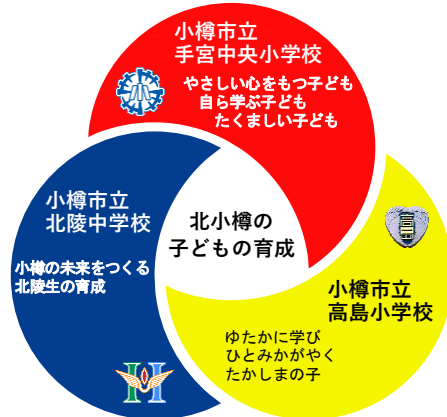 小樽市立
手宮中央小学校
やさしい心をもつ子ども
自ら学ぶ子ども
たくましい子ども
小樽市立
北陵中学校
小樽の未来をつくる
北陵生の育成
北小樽の
子どもの育成
小樽市立
高島小学校
ゆたかに学び
ひとみかがやく
たかしまの子